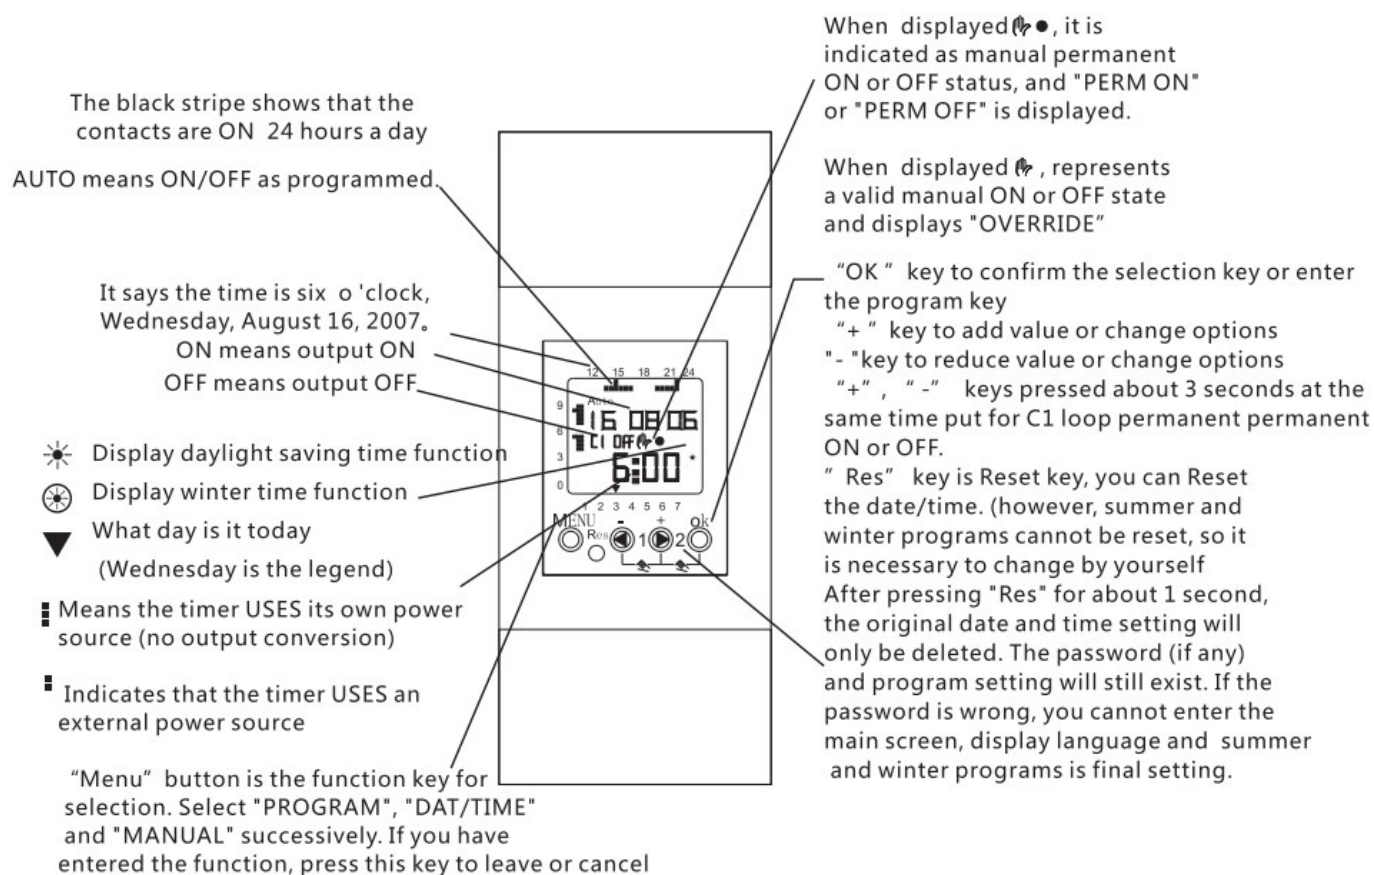 The black stripe shows that the
contacts are ON 24 hours a day
AUTO means ON/OFF as programmed.
It says the time is six o 'clock,
Wednesday, August 16, 2007。
ON means output ON
OFF means output OFF
Display daylight saving time function
Display winter time function
What day is it today
(Wednesday is the legend)
Means the timer USES its own power
source (no output conversion)
Indicates that the timer USES an
external power source
“Menu” button is the function key for
selection. Select "PROGRAM", "DAT/TIME"
and "MANUAL" successively. If you have
entered the function, press this key to leave or cancel
12 15 18 21 24
9
Auto
16 08 06
6
C1 OFF
3
6:00 *
0
1 2 3 4 5 6 7
MENU - + ok
Res 1 2
When displayed , it is
indicated as manual permanent
ON or OFF status, and "PERM ON"
or "PERM OFF" is displayed.
When displayed , represents
a valid manual ON or OFF state
and displays "OVERRIDE”
“OK ” key to confirm the selection key or enter
the program key
“+ ” key to add value or change options
"- "key to reduce value or change options
“+” , “ -” keys pressed about 3 seconds at the
same time put for C1 loop permanent permanent
ON or OFF.
” Res” key is Reset key, you can Reset
the date/time. (however, summer and
winter programs cannot be reset, so it
is necessary to change by yourself
After pressing "Res" for about 1 second,
the original date and time setting will
only be deleted. The password (if any)
and program setting will still exist. If the
password is wrong, you cannot enter the
main screen, display language and summer
and winter programs is final setting.